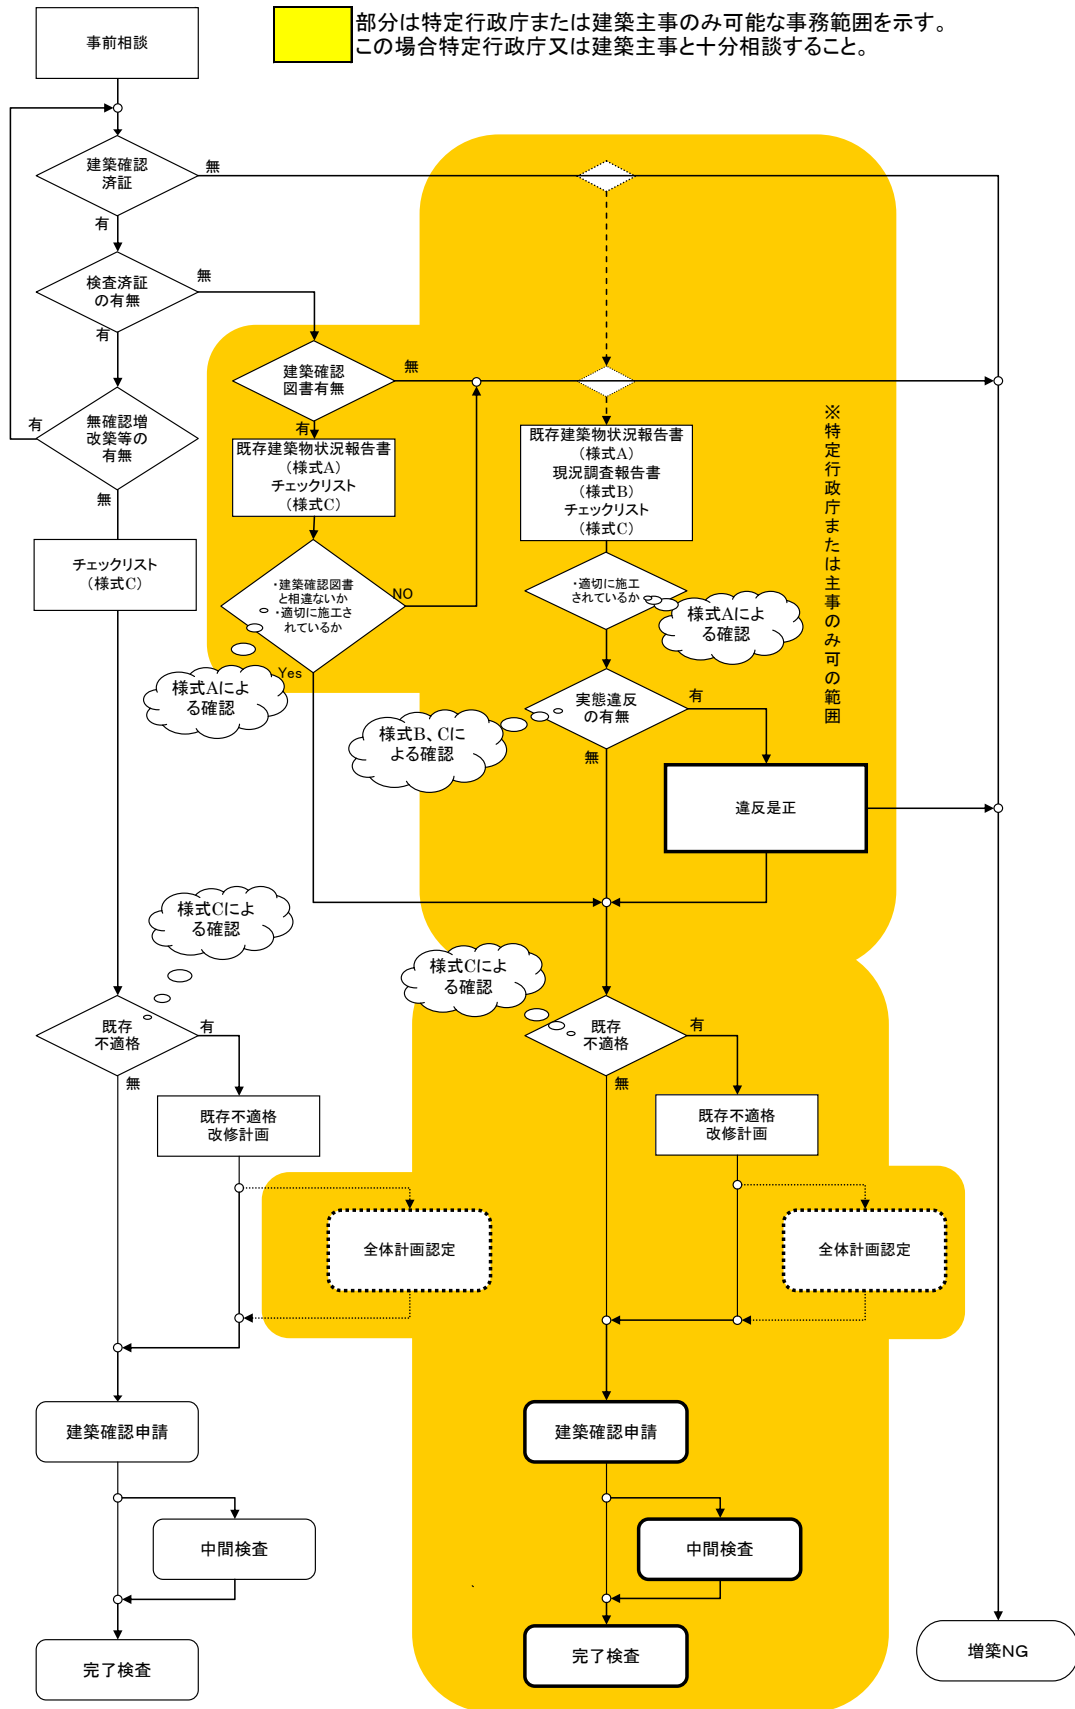 部分は特定行政庁または建築主事のみ可能な事務範囲を示す。
この場合特定行政庁又は建築主事と十分相談すること。
事前相談
建築確認
済証
無
有
検査済証
の有無
無
有
無確認増
改築等の
有無
有
無
チェックリスト
(様式C)
建築確認
図書有無
無
有
既存建築物状況報告書
(様式A)
チェックリスト
(様式C)
・建築確認図書
と相違ないか
・適切に施工さ
れているか
NO
Yes
様式Aによ
る確認
既存建築物状況報告書
(様式A)
現況調査報告書
(様式B)
チェックリスト
(様式C)
・適切に施工
されているか
様式Aによ
る確認
※特定行政庁または主事のみ可の範囲
実態違反
の有無
有
無
様式B、Cに
よる確認
違反是正
様式Cによ
る確認
既存
不適格
有
無
既存不適格
改修計画
全体計画認定
建築確認申請
中間検査
完了検査
様式Cによ
る確認
既存
不適格
有
無
既存不適格
改修計画
全体計画認定
建築確認申請
中間検査
完了検査
増築NG